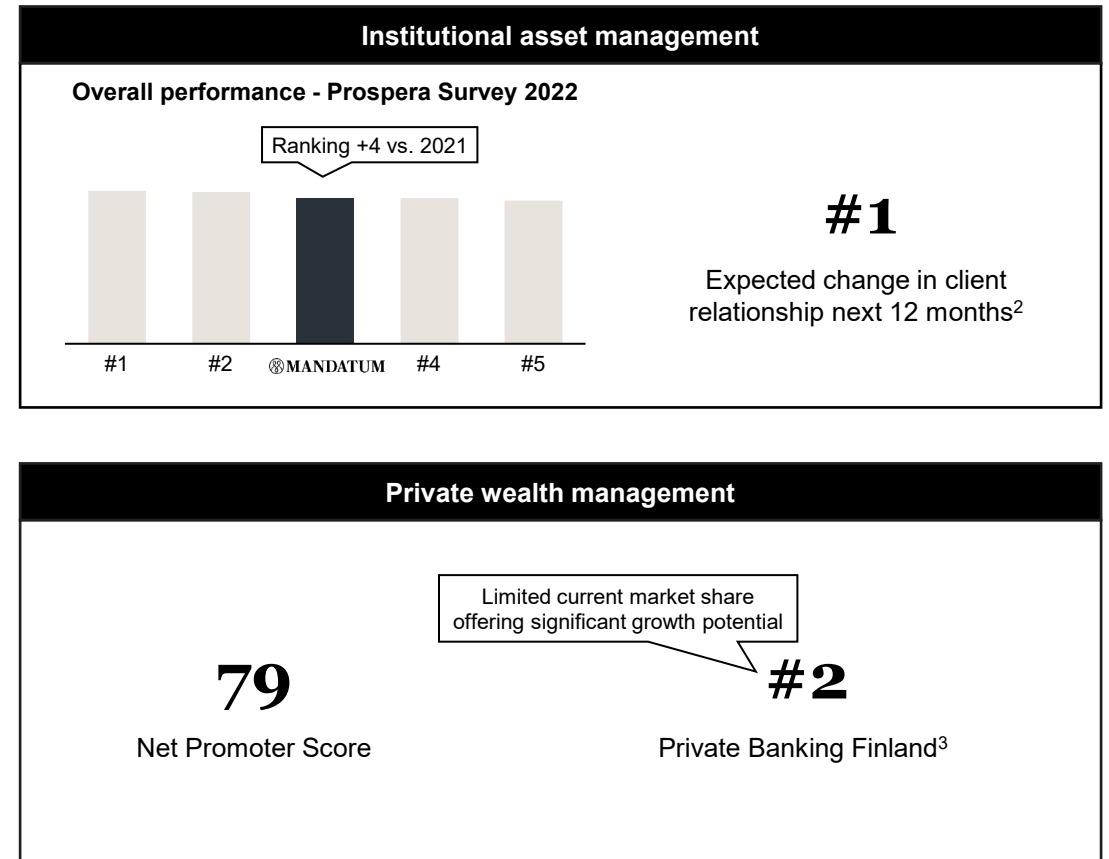 Institutional asset management
Overall performance - Prospera Survey 2022
Ranking +4 vs. 2021
#1 #2 MANDATUM #4 #5
#1
Expected change in client
relationship next 12 months²
Private wealth management
79
Net Promoter Score
Limited current market share
offering significant growth potential
#2
Private Banking Finland³